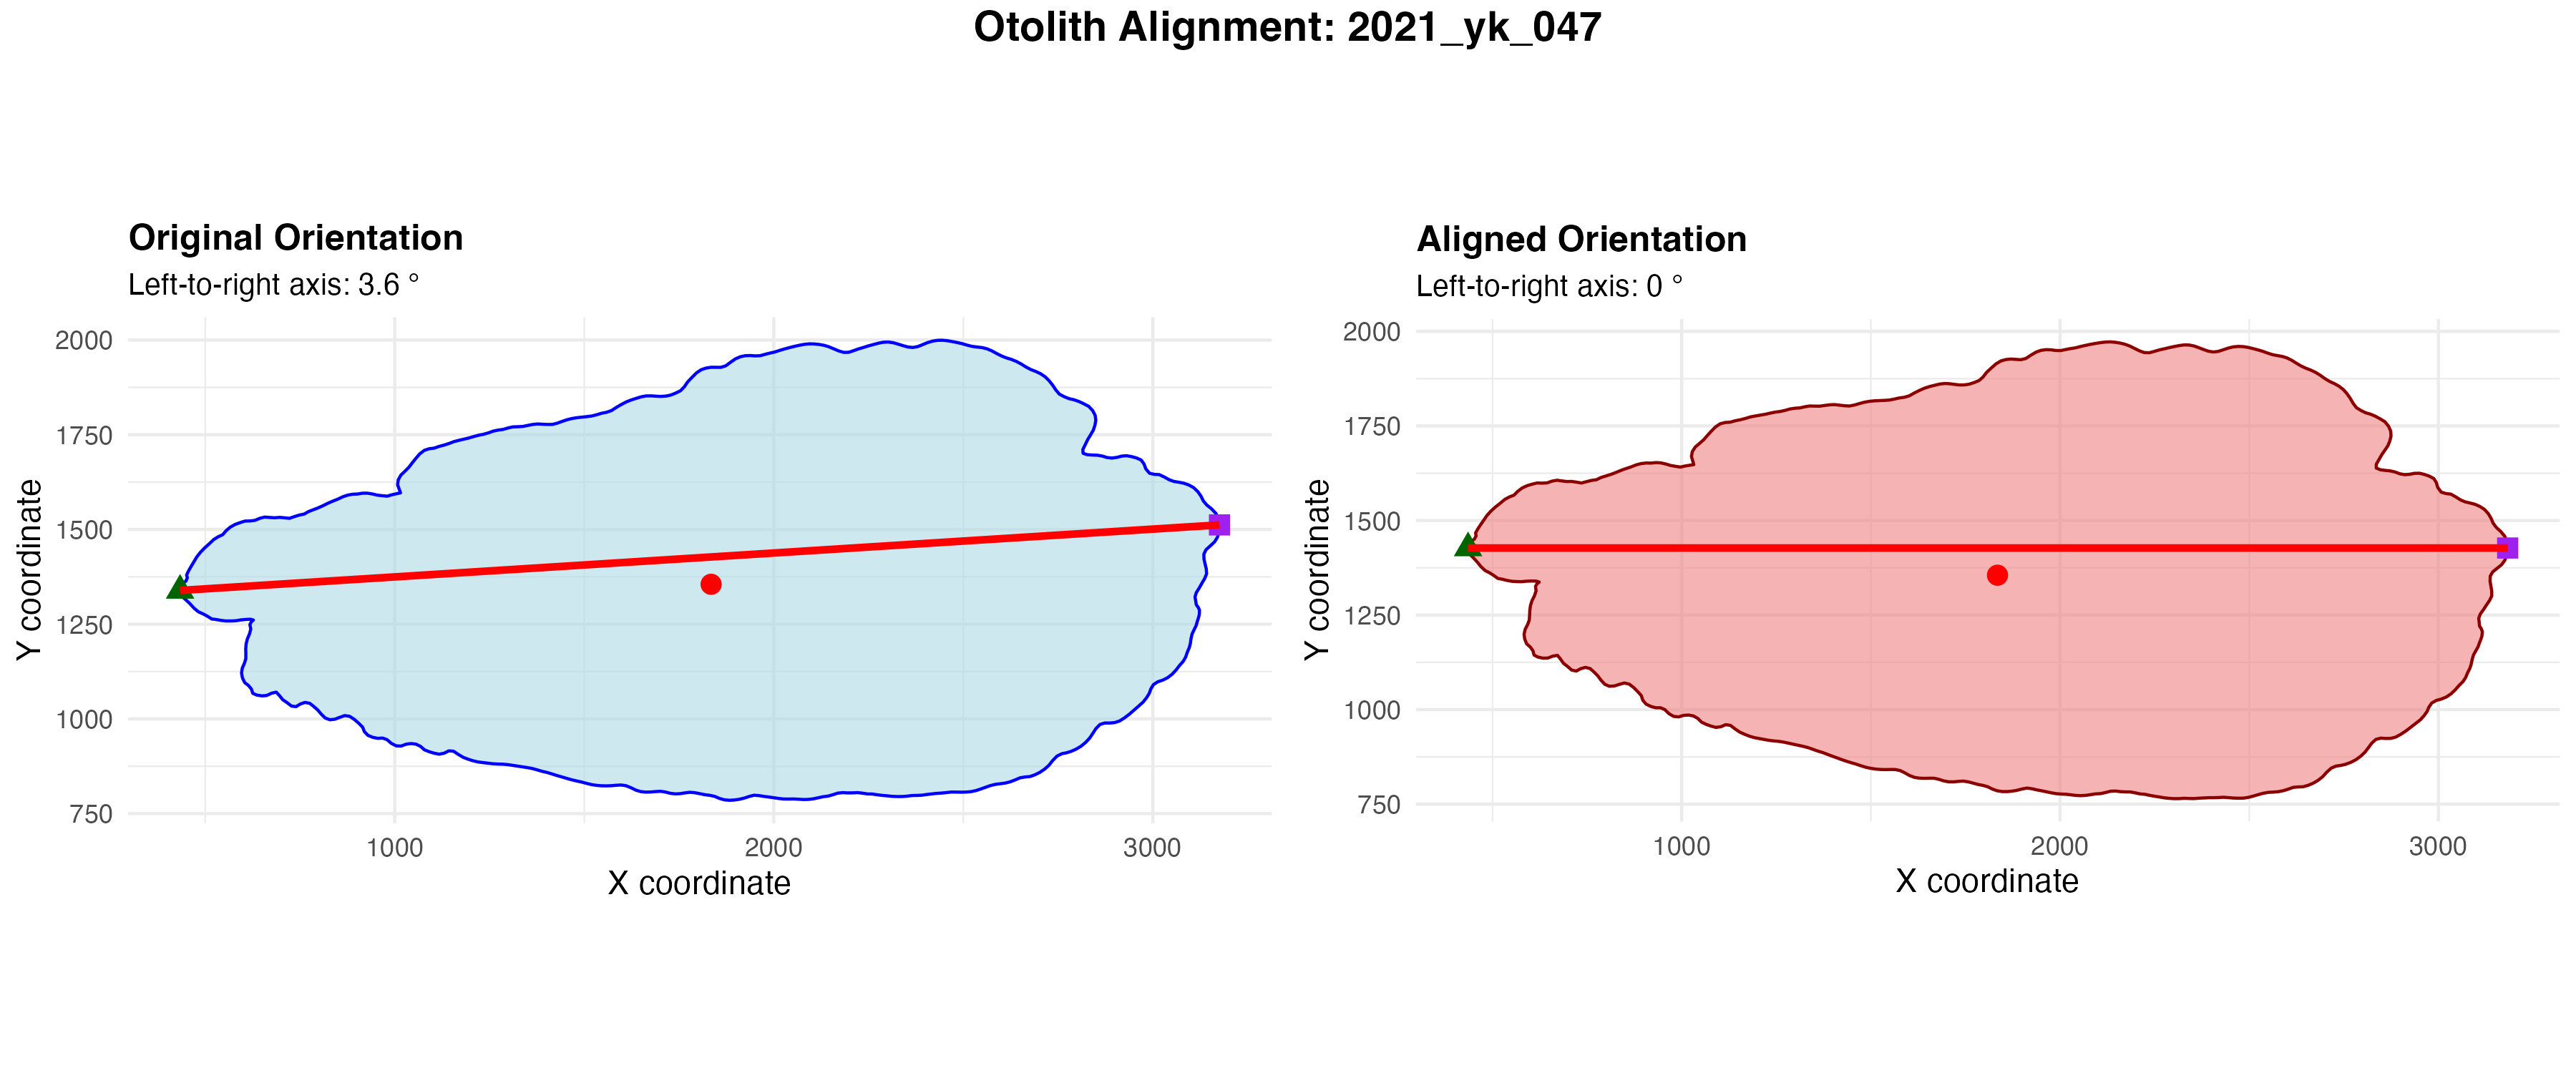 Otolith Alignment: 2021_yk_047
Original Orientation
Left-to-right axis: 3.6 °
2000
1750
1500
1250
1000
750
Y coordinate
1000
2000
3000
X coordinate
Aligned Orientation
Left-to-right axis: 0 °
2000
1750
1500
1250
1000
750
Y coordinate
1000
2000
3000
X coordinate